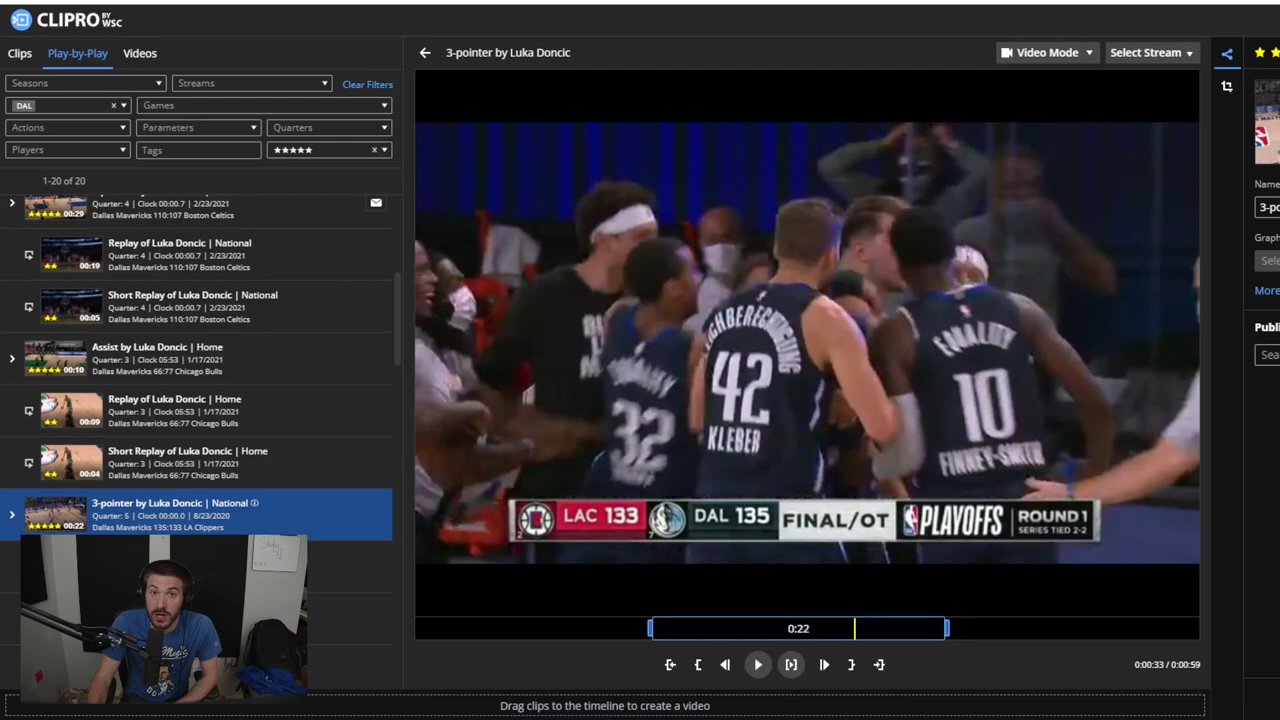 CLIPRO BY WSC
Clips Play-by-Play Videos
Seasons Streams Clear Filters
DAL x Games
Actions Parameters Quarters
Players Tags ★★★★★ x
1-20 of 20
Quarter: 4 | Clock 00:00.7 | 2/23/2021
★★★★★ 00:29 Dallas Mavericks 110:107 Boston Celtics
Replay of Luka Doncic | National
Quarter: 4 | Clock 00:00.7 | 2/23/2021
★★ 00:19 Dallas Mavericks 110:107 Boston Celtics
Short Replay of Luka Doncic | National
Quarter: 4 | Clock 00:00.7 | 2/23/2021
★★ 00:05 Dallas Mavericks 110:107 Boston Celtics
Assist by Luka Doncic | Home
Quarter: 3 | Clock 05:53 | 1/17/2021
★★★★★ 00:10 Dallas Mavericks 66:77 Chicago Bulls
Replay of Luka Doncic | Home
Quarter: 3 | Clock 05:53 | 1/17/2021
★★ 00:09 Dallas Mavericks 66:77 Chicago Bulls
Short Replay of Luka Doncic | Home
Quarter: 3 | Clock 05:53 | 1/17/2021
★★ 00:04 Dallas Mavericks 66:77 Chicago Bulls
3-pointer by Luka Doncic | National
Quarter: 5 | Clock 00:00.0 | 8/23/2020
★★★★★ 00:22 Dallas Mavericks 135:133 LA Clippers
Magic
3-pointer by Luka Doncic
Video Mode Select Stream
EQUALITY
42
KLEBER
32
10
FINNEY-SMITH
LAC 133 DAL 135 FINAL/OT NBA PLAYOFFS ROUND 1
SERIES TIED 2-2
0:22
0:00:33 / 0:00:59
Drag clips to the timeline to create a video
Name
3-po
Graph
Sele
More
Publi
Sea